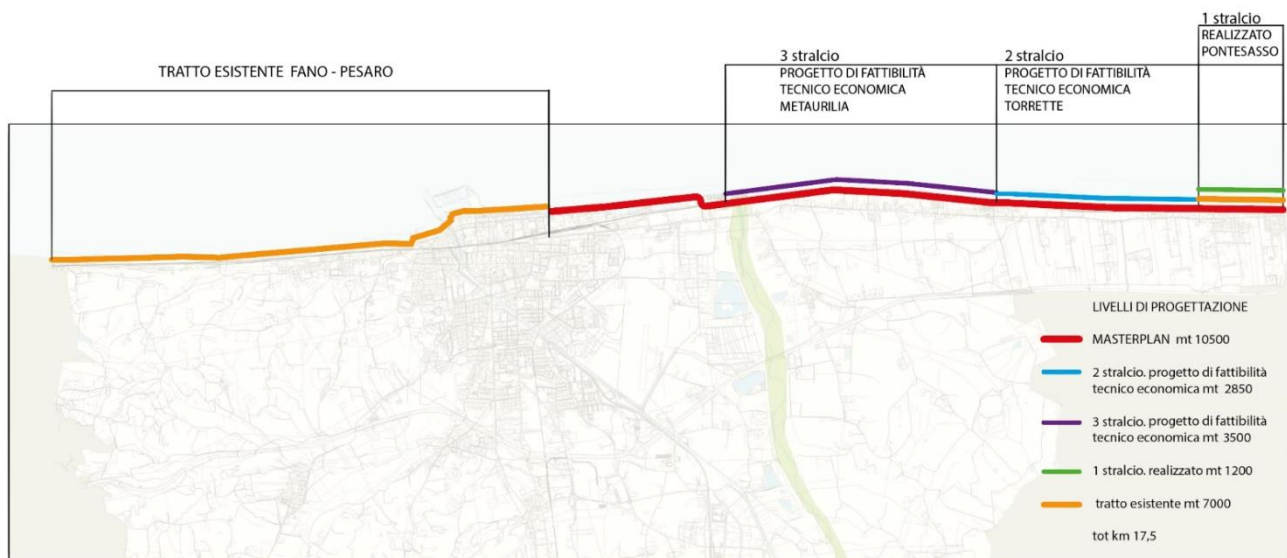 1 stralcio
REALIZZATO
PONTESASSO
3 stralcio
PROGETTO DI FATTIBILITÀ
TECNICO ECONOMICA
METAURILIA
2 stralcio
PROGETTO DI FATTIBILITÀ
TECNICO ECONOMICA
TORRETTE
TRATTO ESISTENTE FANO - PESARO
LIVELLI DI PROGETTAZIONE
MASTERPLAN mt 10500
2 stralcio. progetto di fattibilità
tecnico economica mt 2850
3 stralcio. progetto di fattibilità
tecnico economica mt 3500
1 stralcio. realizzato mt 1200
tratto esistente mt 7000
tot km 17,5